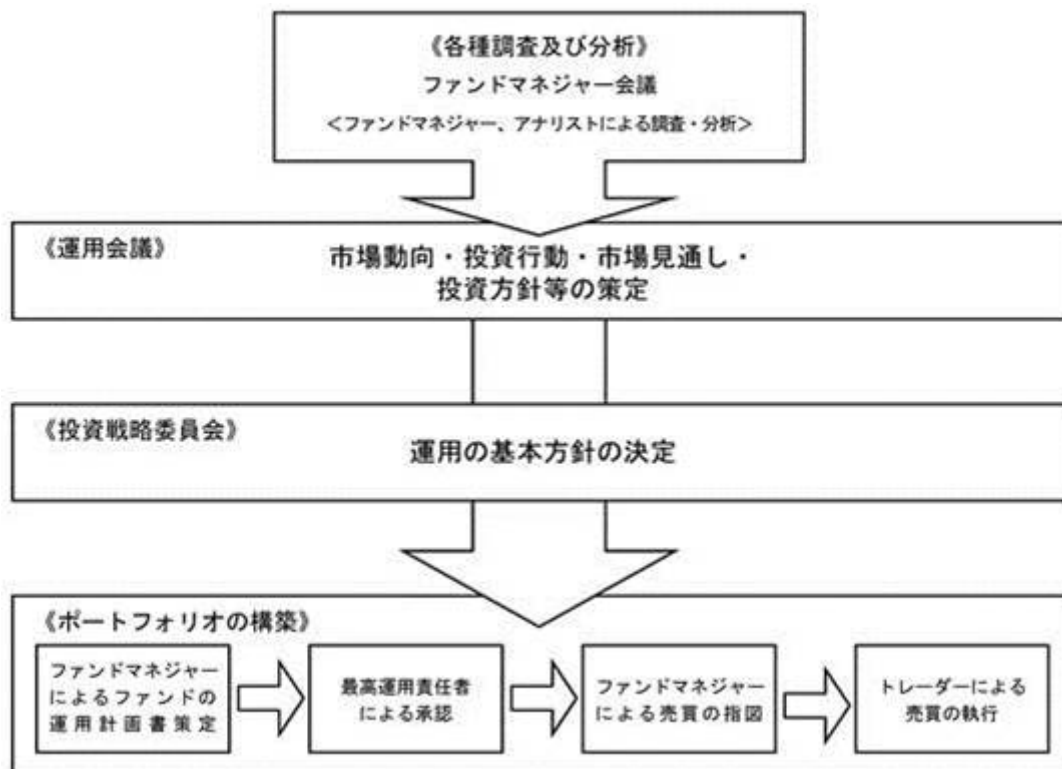 《各種調査及び分析》
ファンドマネジャー会議
<ファンドマネジャー、アナリストによる調査・分析>
《運用会議》
市場動向・投資行動・市場見通し・
投資方針等の策定
《投資戦略委員会》
運用の基本方針の決定
《ポートフォリオの構築》
ファンドマネジャー
によるファンドの
運用計画書策定
最高運用責任者
による承認
ファンドマネジャー
による売買の指図
トレーダーによる
売買の執行